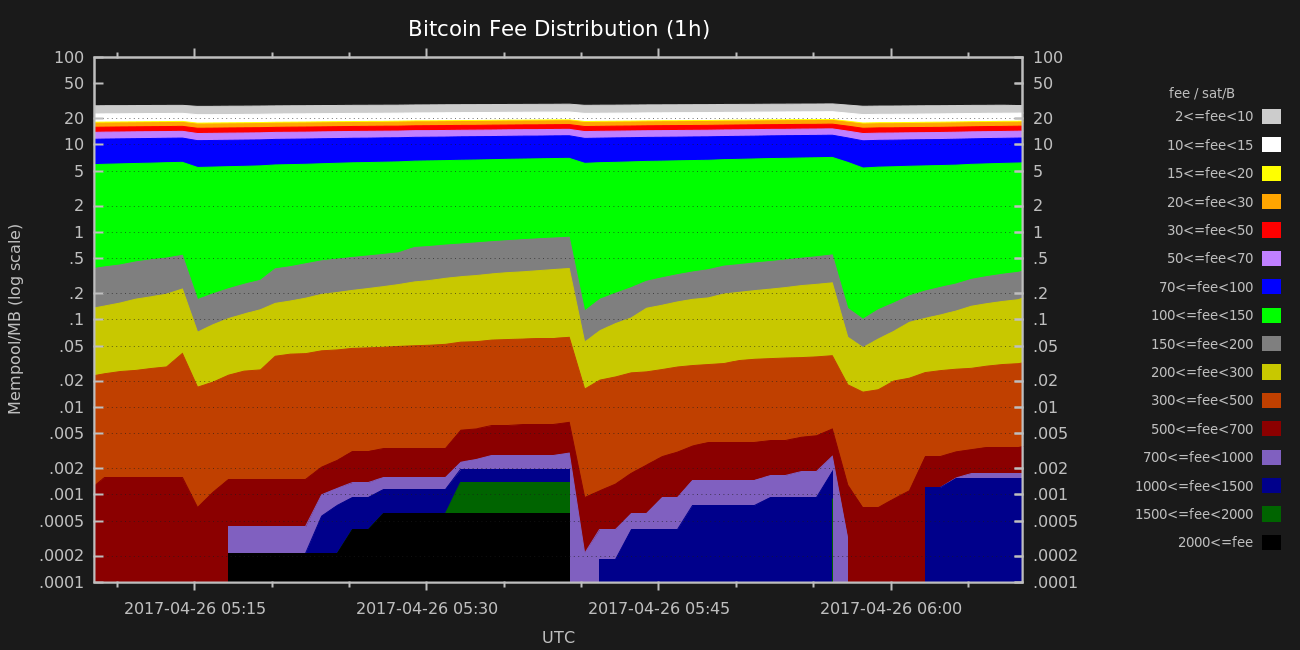 Bitcoin Fee Distribution (1h)
Mempool/MB (log scale)
100
50
20
10
5
2
1
.5
.2
.1
.05
.02
.01
.005
.002
.001
.0005
.0002
.0001
100
50
20
10
5
2
1
.5
.2
.1
.05
.02
.01
.005
.002
.001
.0005
.0002
.0001
fee / sat/B
2<=fee<10
10<=fee<15
15<=fee<20
20<=fee<30
30<=fee<50
50<=fee<70
70<=fee<100
100<=fee<150
150<=fee<200
200<=fee<300
300<=fee<500
500<=fee<700
700<=fee<1000
1000<=fee<1500
1500<=fee<2000
2000<=fee
2017-04-26 05:15 2017-04-26 05:30 2017-04-26 05:45 2017-04-26 06:00
UTC